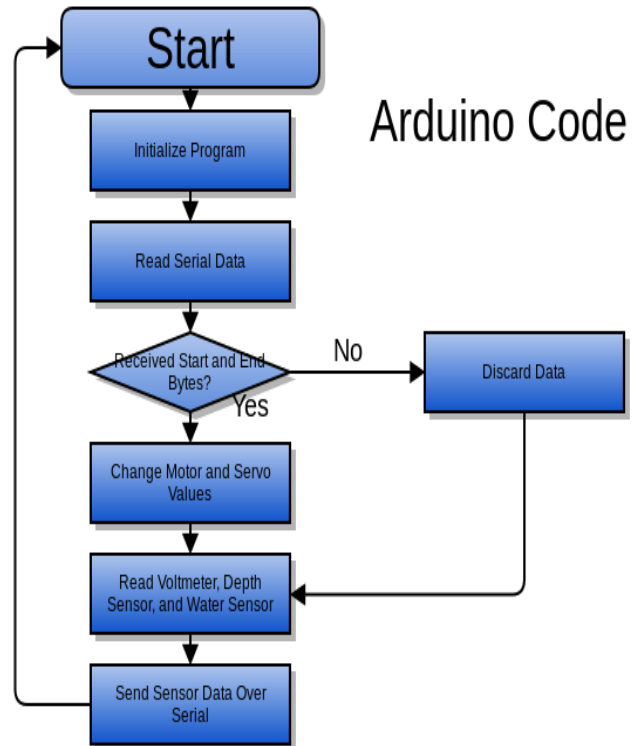 Start
Arduino Code
Initialize Program
Read Serial Data
Received Start and End
Bytes?
No
Discard Data
Yes
Change Motor and Servo
Values
Read Voltmeter, Depth
Sensor, and Water Sensor
Send Sensor Data Over
Serial